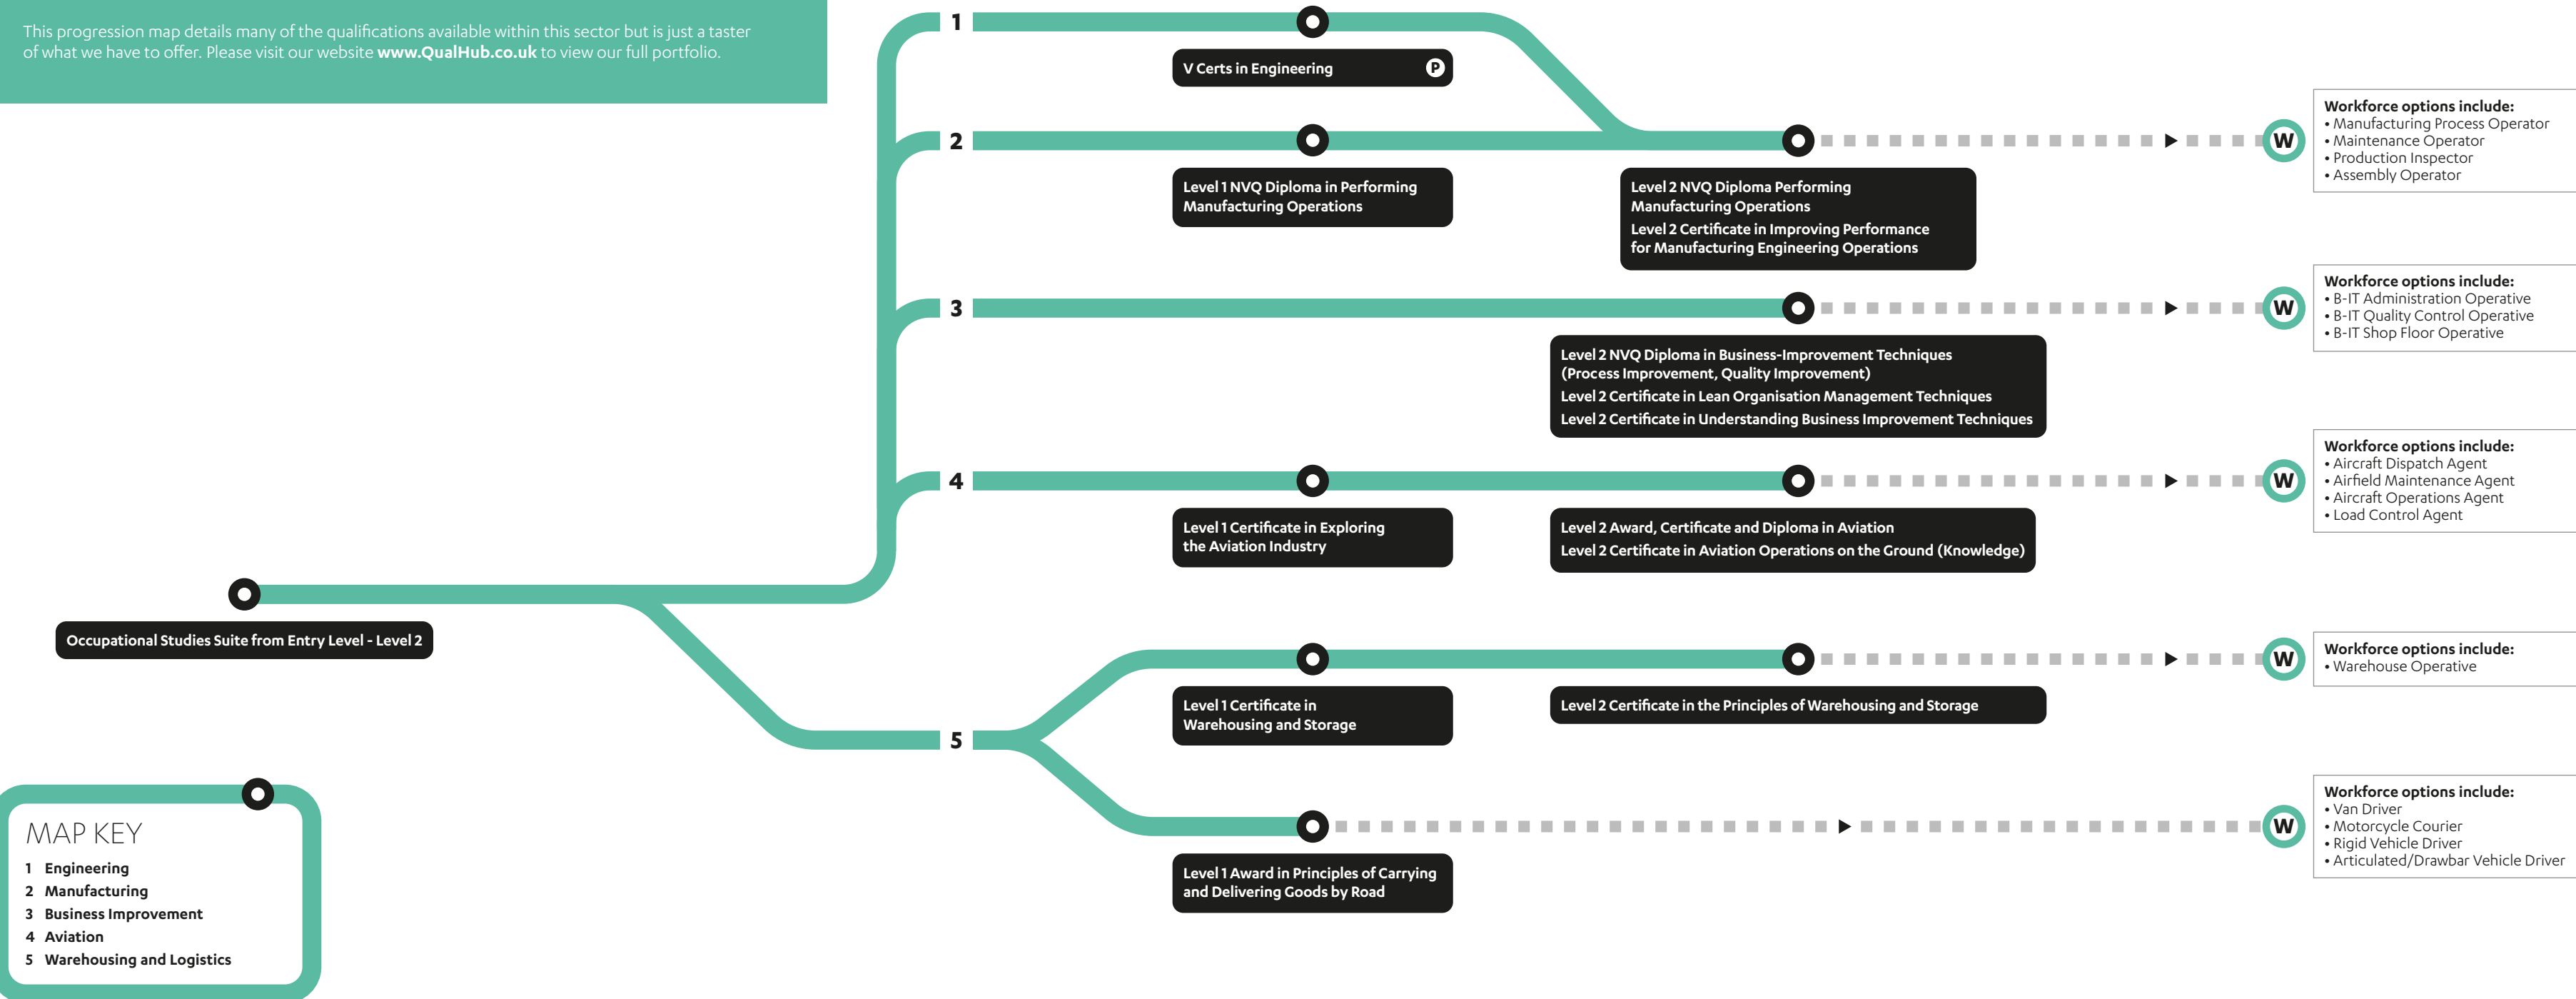 This progression map details many of the qualifications available within this sector but is just a taster
of what we have to offer. Please visit our website www.QualHub.co.uk to view our full portfolio.
1
V Certs in Engineering P
2
Level 1 NVQ Diploma in Performing
Manufacturing Operations
Level 2 NVQ Diploma Performing
Manufacturing Operations
Level 2 Certificate in Improving Performance
for Manufacturing Engineering Operations
W
Workforce options include:
• Manufacturing Process Operator
• Maintenance Operator
• Production Inspector
• Assembly Operator
3
Level 2 NVQ Diploma in Business-Improvement Techniques
(Process Improvement, Quality Improvement)
Level 2 Certificate in Lean Organisation Management Techniques
Level 2 Certificate in Understanding Business Improvement Techniques
W
Workforce options include:
• B-IT Administration Operative
• B-IT Quality Control Operative
• B-IT Shop Floor Operative
4
Level 1 Certificate in Exploring
the Aviation Industry
Level 2 Award, Certificate and Diploma in Aviation
Level 2 Certificate in Aviation Operations on the Ground (Knowledge)
W
Workforce options include:
• Aircraft Dispatch Agent
• Airfield Maintenance Agent
• Aircraft Operations Agent
• Load Control Agent
Occupational Studies Suite from Entry Level - Level 2
5
Level 1 Certificate in
Warehousing and Storage
Level 2 Certificate in the Principles of Warehousing and Storage
W
Workforce options include:
• Warehouse Operative
Level 1 Award in Principles of Carrying
and Delivering Goods by Road
W
Workforce options include:
• Van Driver
• Motorcycle Courier
• Rigid Vehicle Driver
• Articulated/Drawbar Vehicle Driver
MAP KEY
1 Engineering
2 Manufacturing
3 Business Improvement
4 Aviation
5 Warehousing and Logistics